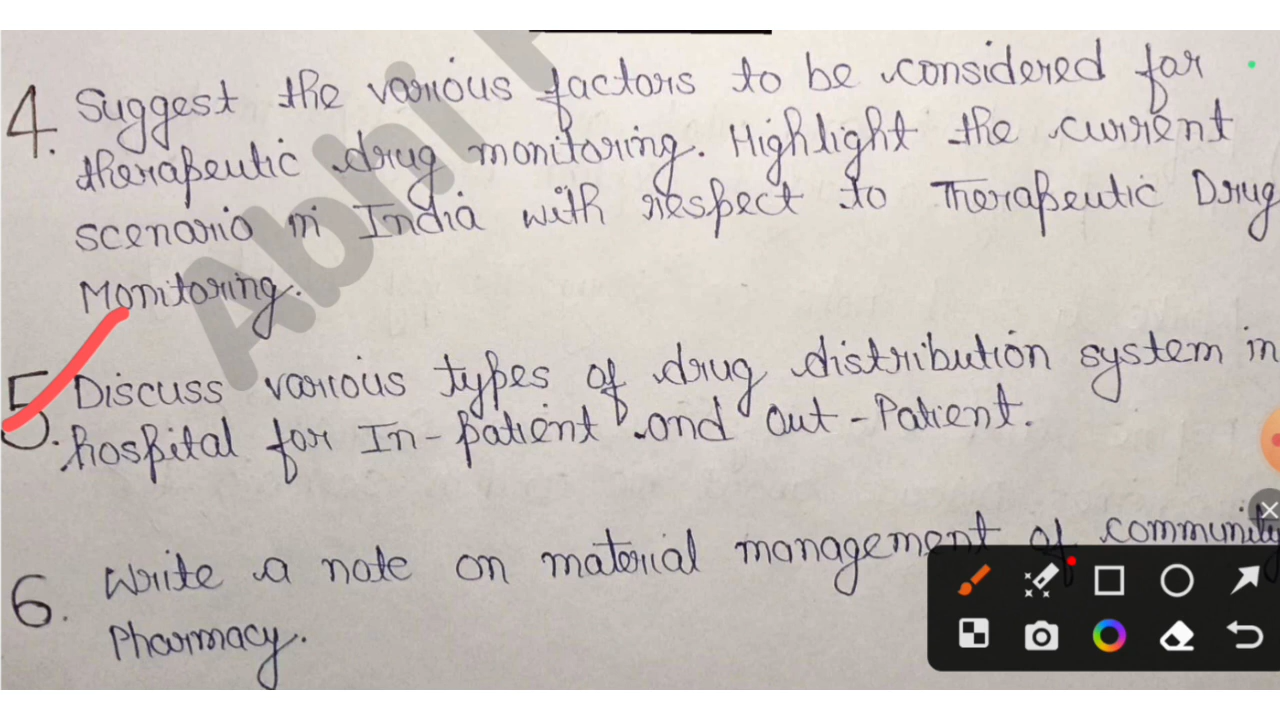 4. Suggest the various factors to be considered for
therapeutic drug monitoring. Highlight the current
scenario in India with respect to Therapeutic Drug
Monitoring.
5. Discuss various types of drug distribution system in
hospital for In-patient and out-Patient.
6. Write a note on material management of community
Pharmacy.
Abhi